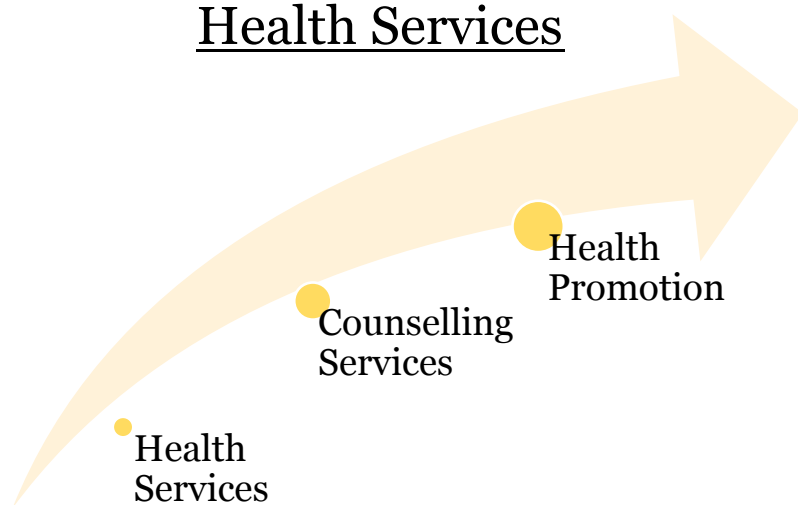 Health Services
Health
Promotion
Counselling
Services
Health
Services